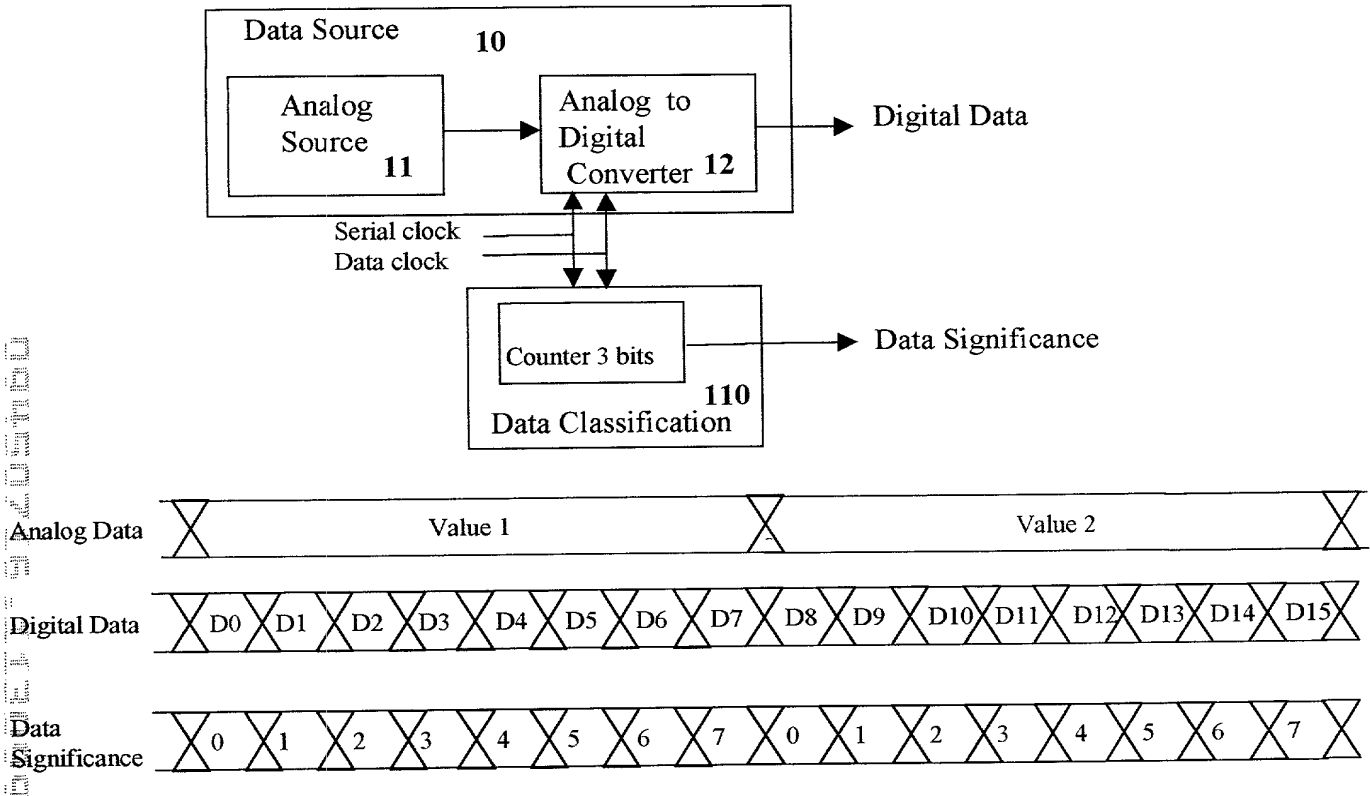 Data Source
10
Analog
Source
11
Analog to
Digital
Converter
12
Digital Data
Serial clock
Data clock
Counter 3 bits
110
Data Classification
Data Significance
Analog Data
Value 1
Value 2
Digital Data
D0 D1 D2 D3 D4 D5 D6 D7 D8 D9 D10 D11 D12 D13 D14 D15
Data
Significance
0 1 2 3 4 5 6 7 0 1 2 3 4 5 6 7